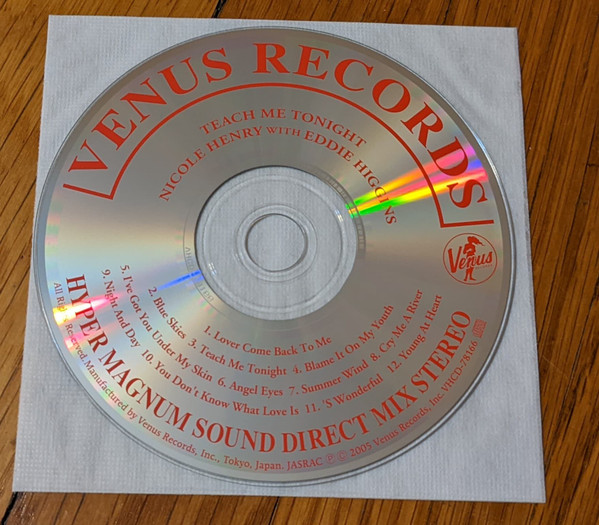 VENUS RECORDS
TEACH ME TONIGHT
NICOLE HENRY WITH EDDIE HIGGINS
Venus
1. Lover Come Back To Me
2. Blue Skies 3. Teach Me Tonight 4. Blame It On My Youth
5. I've Got You Under My Skin 6. Angel Eyes 7. Summer Wind 8. Cry Me A River
9. Night And Day 10. You Don't Know What Love Is 11. 'S Wonderful 12. Young At Heart
HYPER MAGNUM SOUND DIRECT MIX STEREO
All Rights Reserved. Manufactured by Venus Records, Inc., Tokyo, Japan. JASRAC Ⓟ © 2005 Venus Records, Inc. VHCD-78166